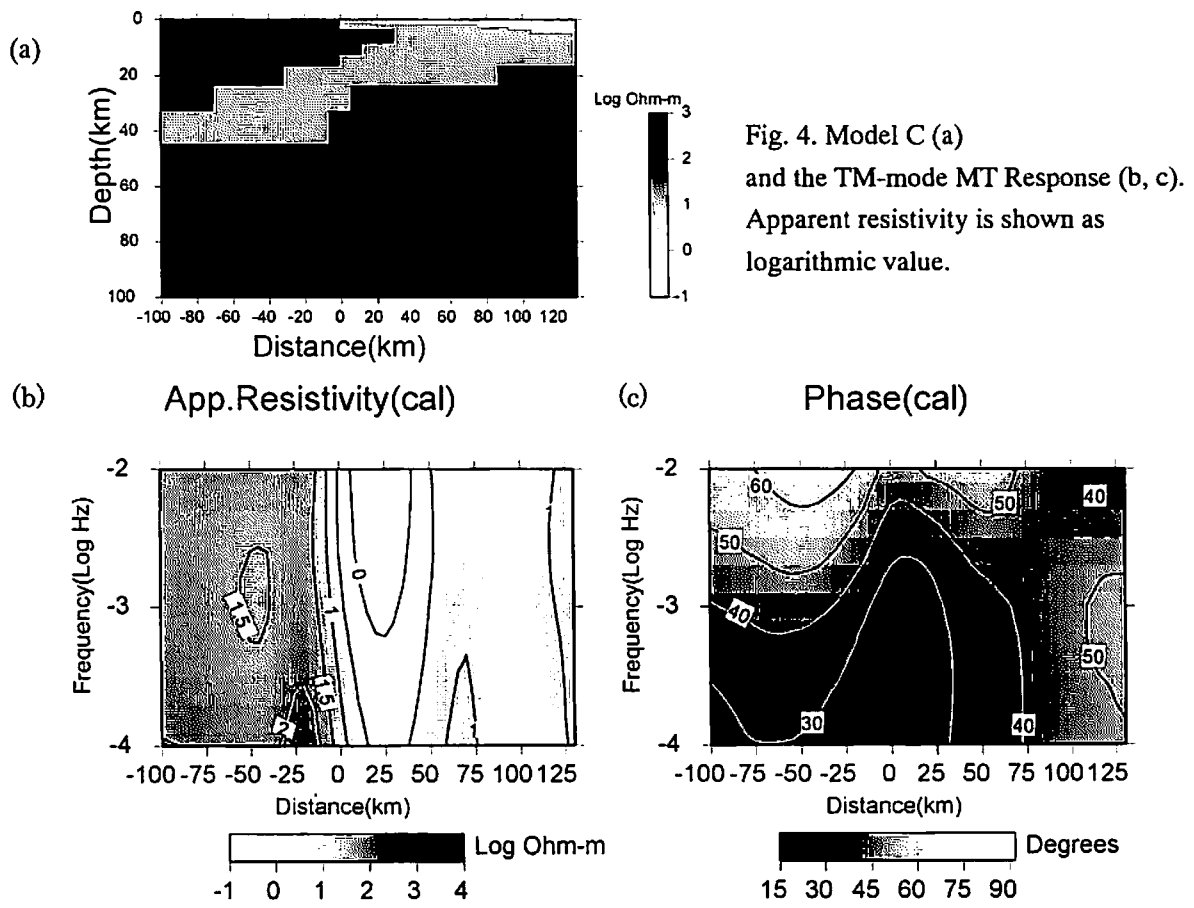 (a)
0
20
40
60
80
100
Depth(km)
-100 -80 -60 -40 -20 0 20 40 60 80 100 120
Distance(km)
Log Ohm-m
3
2
1
0
-1
Fig. 4. Model C (a)
and the TM-mode MT Response (b, c).
Apparent resistivity is shown as
logarithmic value.
(b)
App.Resistivity(cal)
-2
-3
-4
Frequency(Log Hz)
1.5
2
1.5
1
0
1
-100 -75 -50 -25 0 25 50 75 100 125
Distance(km)
Log Ohm-m
-1 0 1 2 3 4
(c)
Phase(cal)
-2
-3
-4
Frequency(Log Hz)
60
50
50
40
40
30
40
50
-100 -75 -50 -25 0 25 50 75 100 125
Distance(km)
Degrees
15 30 45 60 75 90